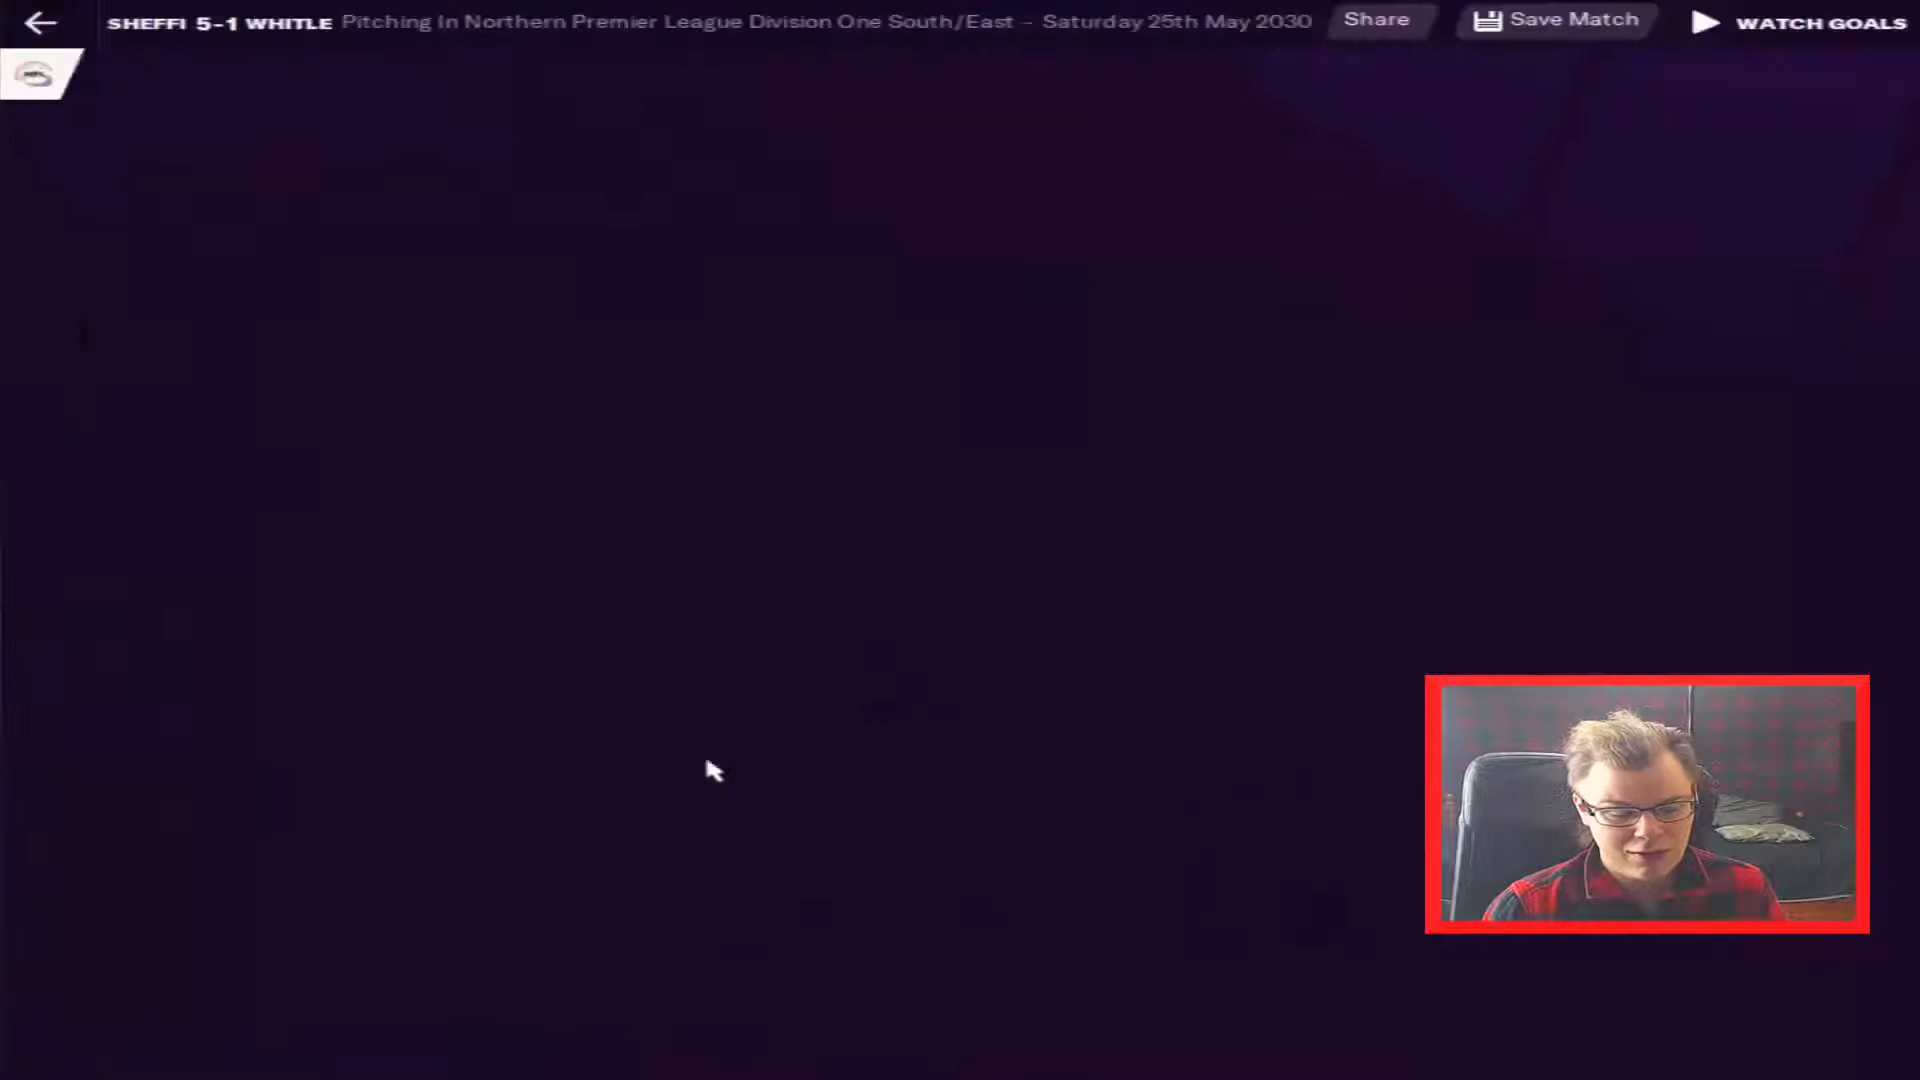 SHEFFI 5-1 WHITLE Pitching In Northern Premier League Division One South/East - Saturday 25th May 2030 Share Save Match WATCH GOALS